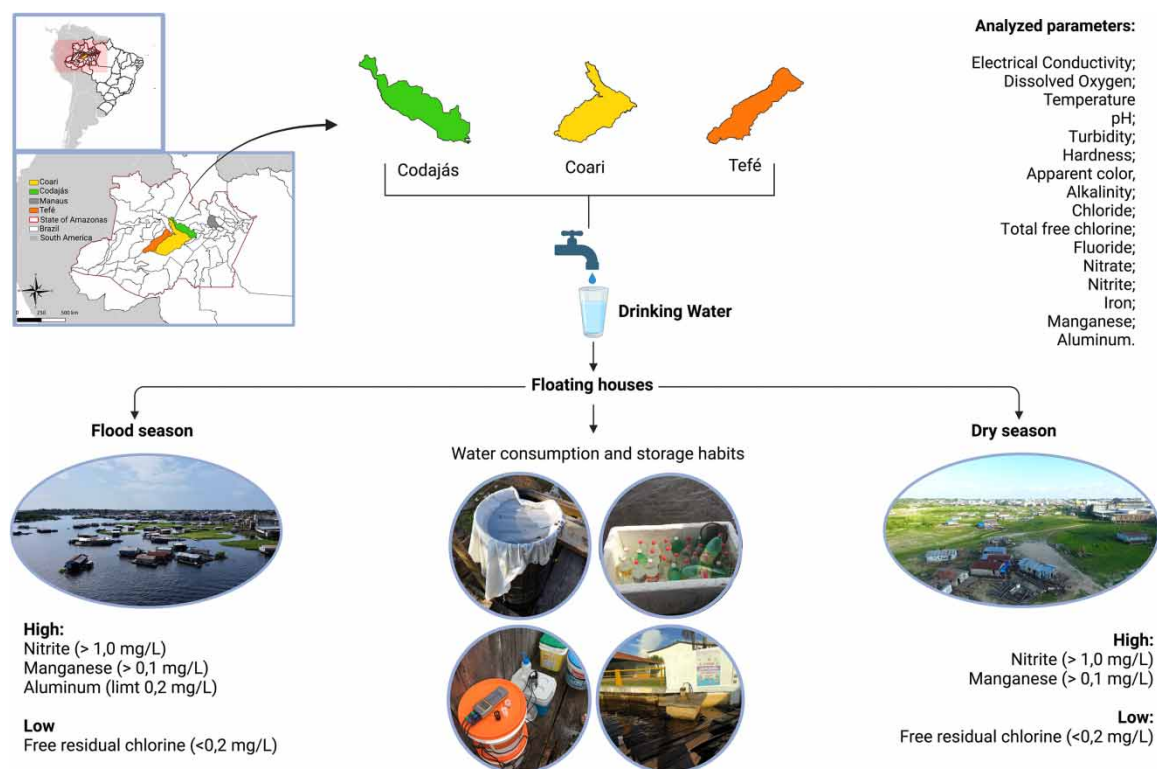 Coari
Codajás
Manaus
Tefé
State of Amazonas
Brazil
South America
0 250 500 km
Codajás
Coari
Tefé
Drinking Water
Analyzed parameters:
Electrical Conductivity;
Dissolved Oxygen;
Temperature
pH;
Turbidity;
Hardness;
Apparent color,
Alkalinity;
Chloride;
Total free chlorine;
Fluoride;
Nitrate;
Nitrite;
Iron;
Manganese;
Aluminum.
Floating houses
Flood season
High:
Nitrite (> 1,0 mg/L)
Manganese (> 0,1 mg/L)
Aluminum (limt 0,2 mg/L)
Low
Free residual chlorine (<0,2 mg/L)
Water consumption and storage habits
Dry season
High:
Nitrite (> 1,0 mg/L)
Manganese (> 0,1 mg/L)
Low:
Free residual chlorine (<0,2 mg/L)